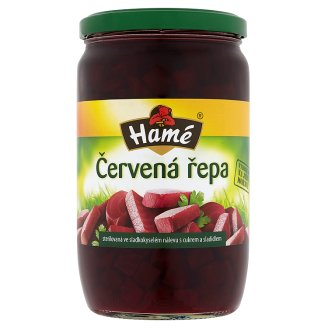 Hamé
®
Červená řepa
sterilovaná ve sladkokyselém nálevu s cukrem a sladidlem